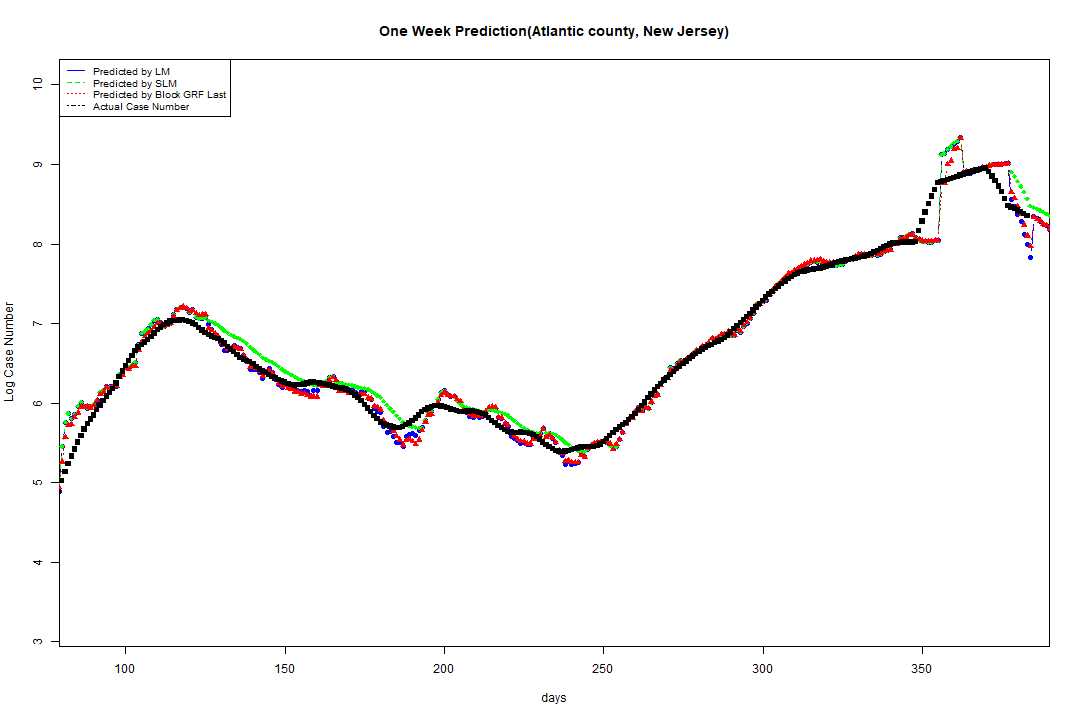 One Week Prediction(Atlantic county, New Jersey)
Predicted by LM
Predicted by SLM
Predicted by Block GRF Last
Actual Case Number
10
9
8
7
6
5
4
3
Log Case Number
100 150 200 250 300 350
days